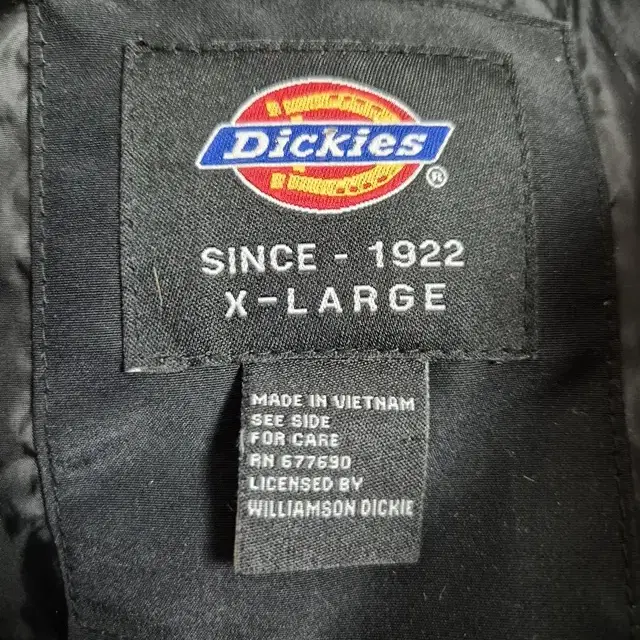 Dickies
®
SINCE - 1922
X-LARGE
MADE IN VIETNAM
SEE SIDE
FOR CARE
RN 677690
LICENSED BY
WILLIAMSON DICKIE